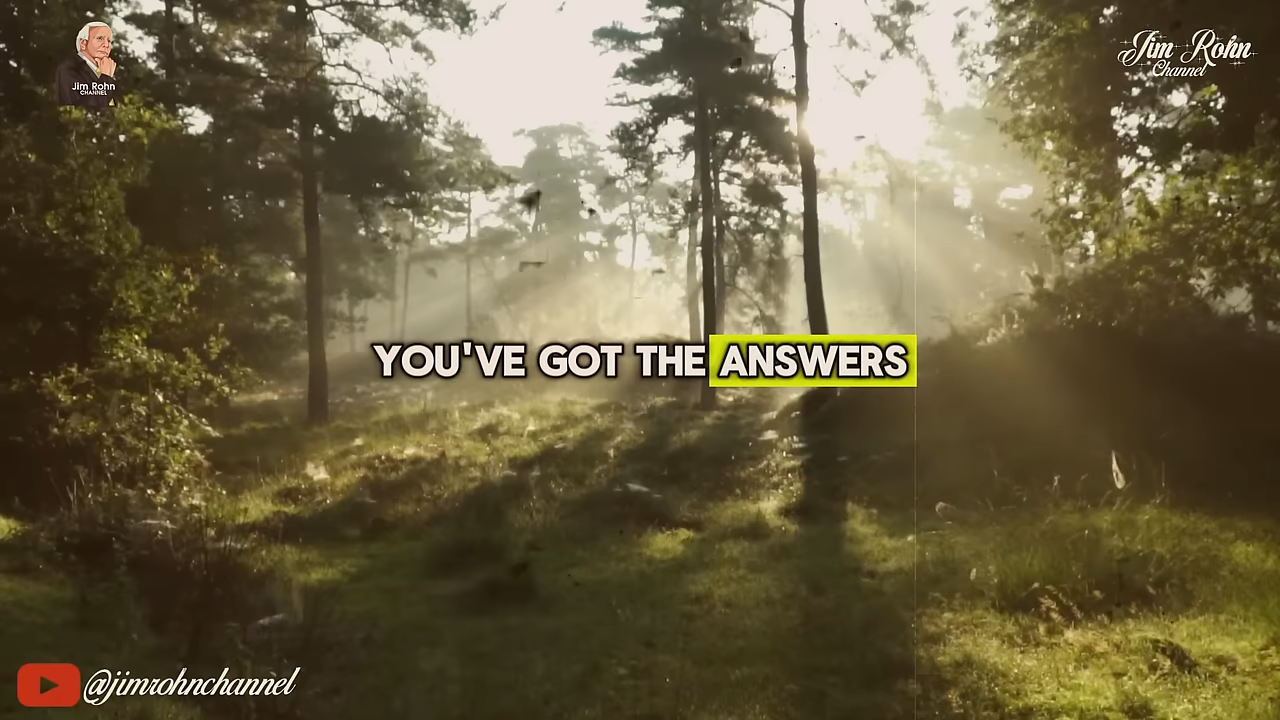 Jim Rohn
CHANNEL
Jim Rohn
Channel
YOU'VE GOT THE ANSWERS
@jimrohnchannel